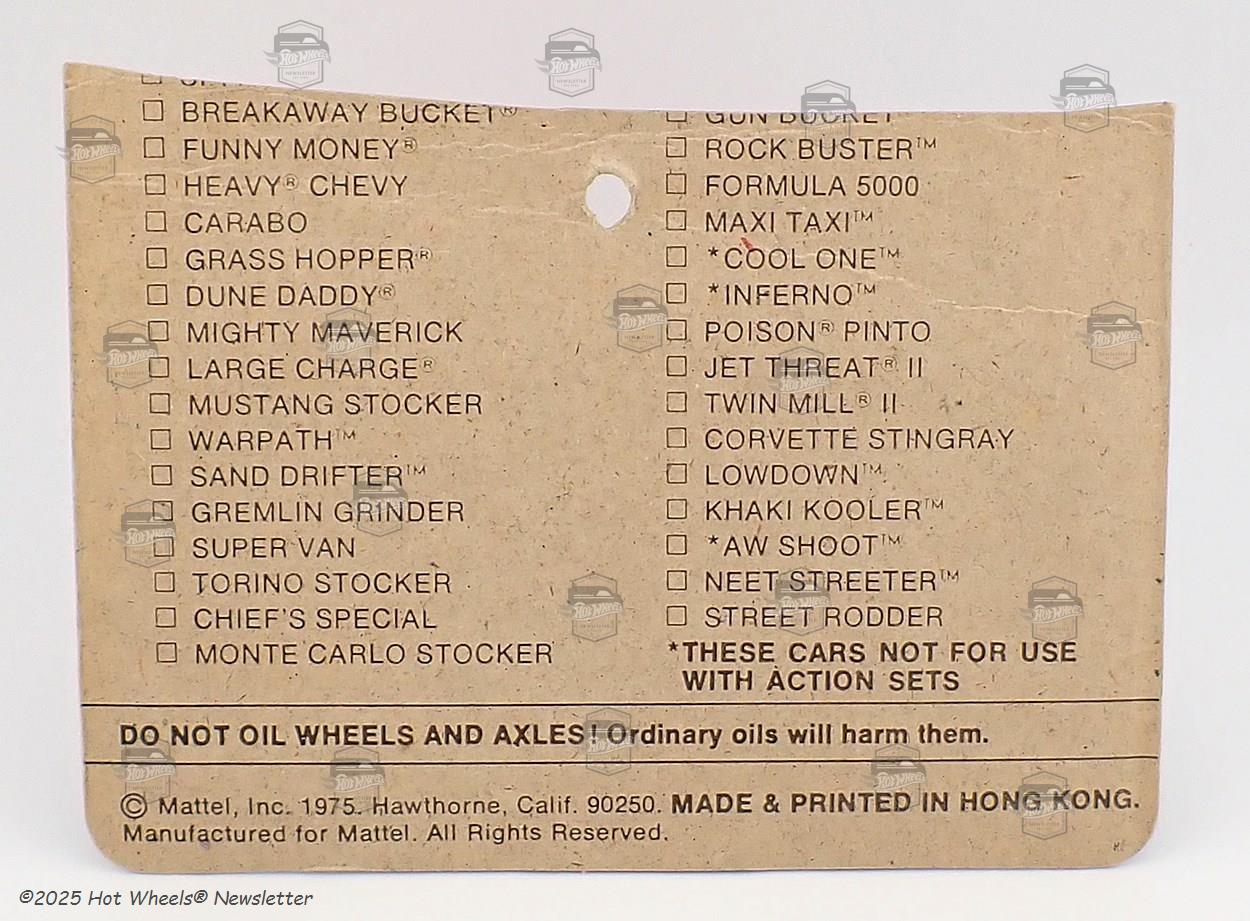 ☐ BREAKAWAY BUCKET®
☐ FUNNY MONEY®
☐ HEAVY® CHEVY
☐ CARABO
☐ GRASS HOPPER®
☐ DUNE DADDY®
☐ MIGHTY MAVERICK
☐ LARGE CHARGE®
☐ MUSTANG STOCKER
☐ WARPATH™
☐ SAND DRIFTER™
☐ GREMLIN GRINDER
☐ SUPER VAN
☐ TORINO STOCKER
☐ CHIEF'S SPECIAL
☐ MONTE CARLO STOCKER
☐ GUN BUCKET
☐ ROCK BUSTER™
☐ FORMULA 5000
☐ MAXI TAXI™
☐ *COOL ONE™
☐ *INFERNO™
☐ POISON® PINTO
☐ JET THREAT® II
☐ TWIN MILL® II
☐ CORVETTE STINGRAY
☐ LOWDOWN™
☐ KHAKI KOOLER™
☐ *AW SHOOT™
☐ NEET STREETER™
☐ STREET RODDER
*THESE CARS NOT FOR USE
WITH ACTION SETS
DO NOT OIL WHEELS AND AXLES! Ordinary oils will harm them.
© Mattel, Inc. 1975. Hawthorne, Calif. 90250. MADE & PRINTED IN HONG KONG.
Manufactured for Mattel. All Rights Reserved.
©2025 Hot Wheels® Newsletter